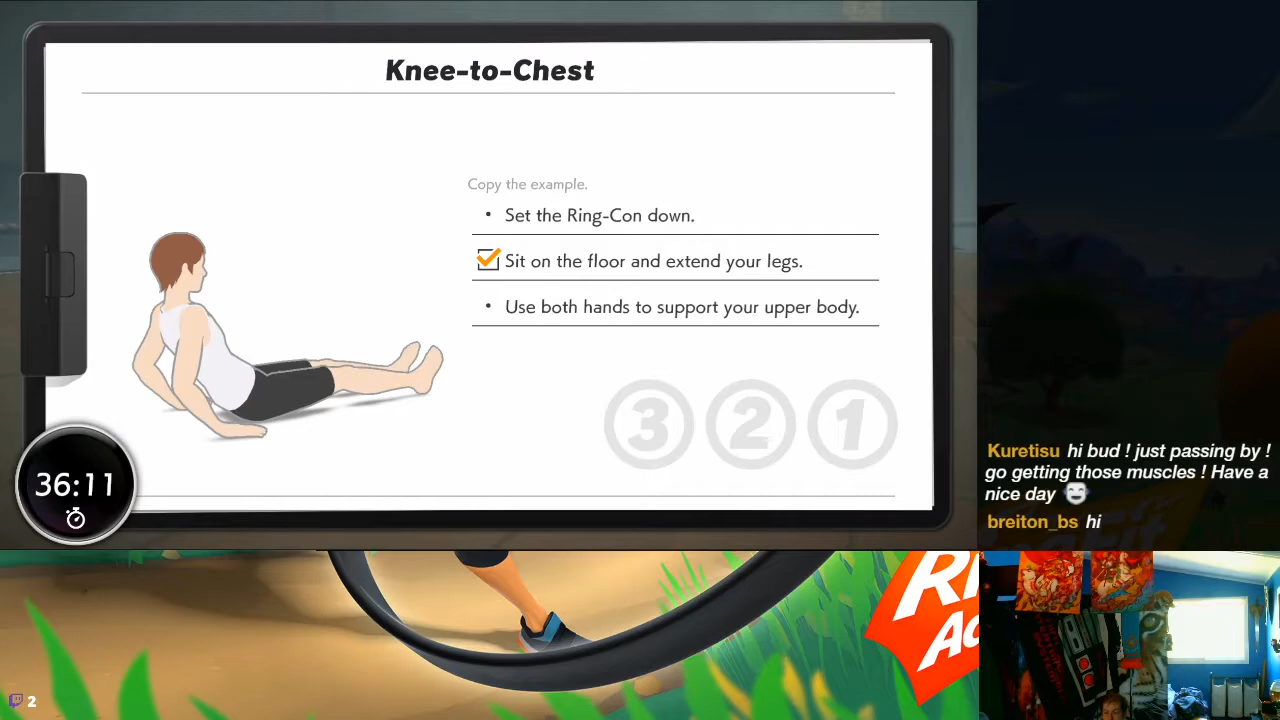 Knee-to-Chest
Copy the example.
• Set the Ring-Con down.
Sit on the floor and extend your legs.
• Use both hands to support your upper body.
3 2 1
36:11
Kuretisu hi bud ! just passing by !
go getting those muscles ! Have a
nice day
breiton_bs hi
2